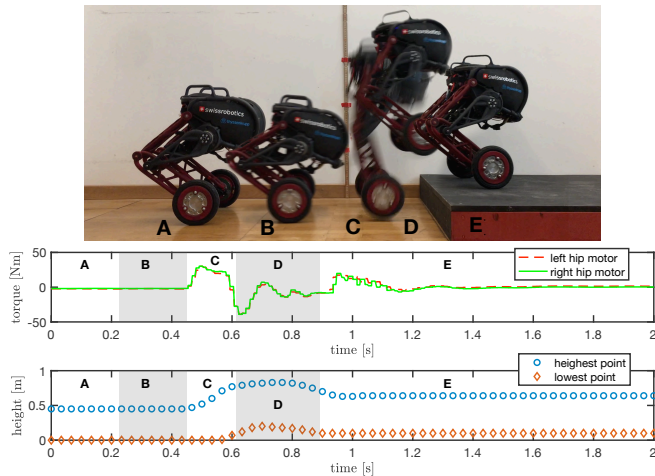 swissrobotics
swissrobotics
swissrobotics
swissrobotics
A
B
C
D
E
50
0
-50
torque [Nm]
A
B
C
D
E
left hip motor
right hip motor
0
0.2
0.4
0.6
0.8
1
1.2
1.4
1.6
1.8
2
time [s]
1
0.5
0
height [m]
A
B
C
D
E
heighest point
lowest point
0
0.2
0.4
0.6
0.8
1
1.2
1.4
1.6
1.8
2
time [s]